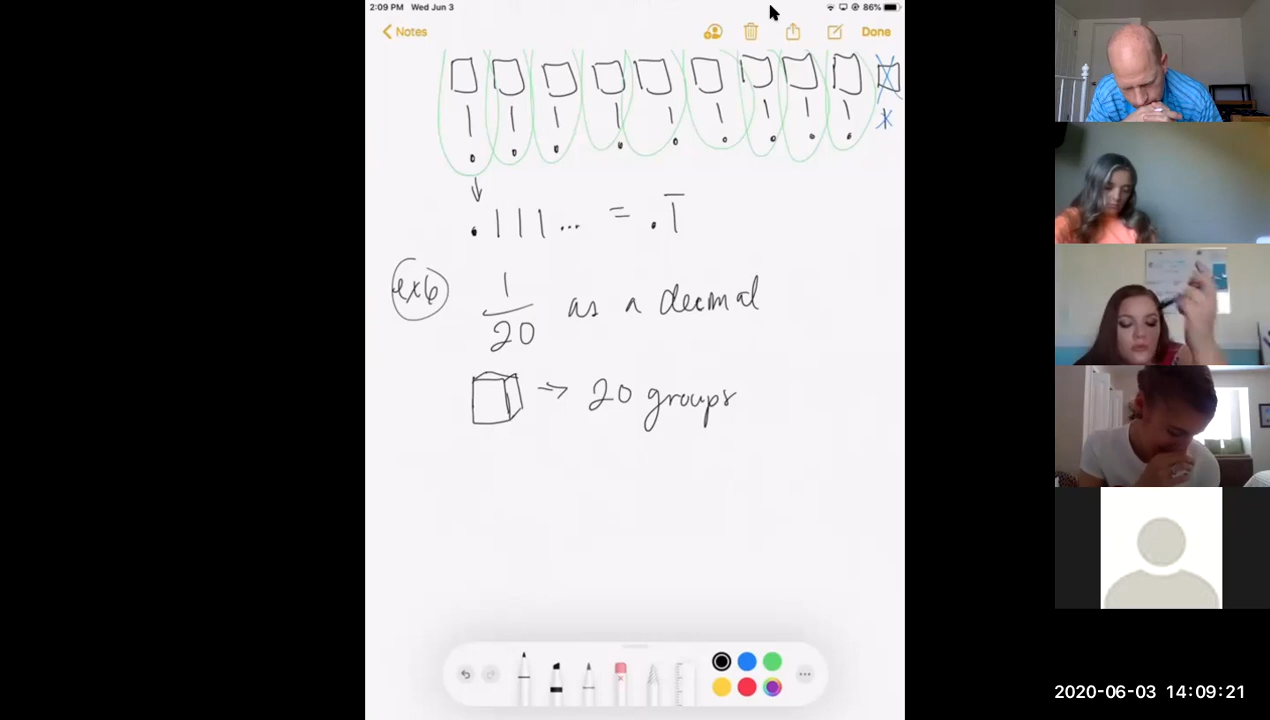 2:09 PM Wed Jun 3
86%
Notes
Done
.111... = .1̅
ex6
1/20 as a decimal
⇒ 20 groups
2020-06-03 14:09:21